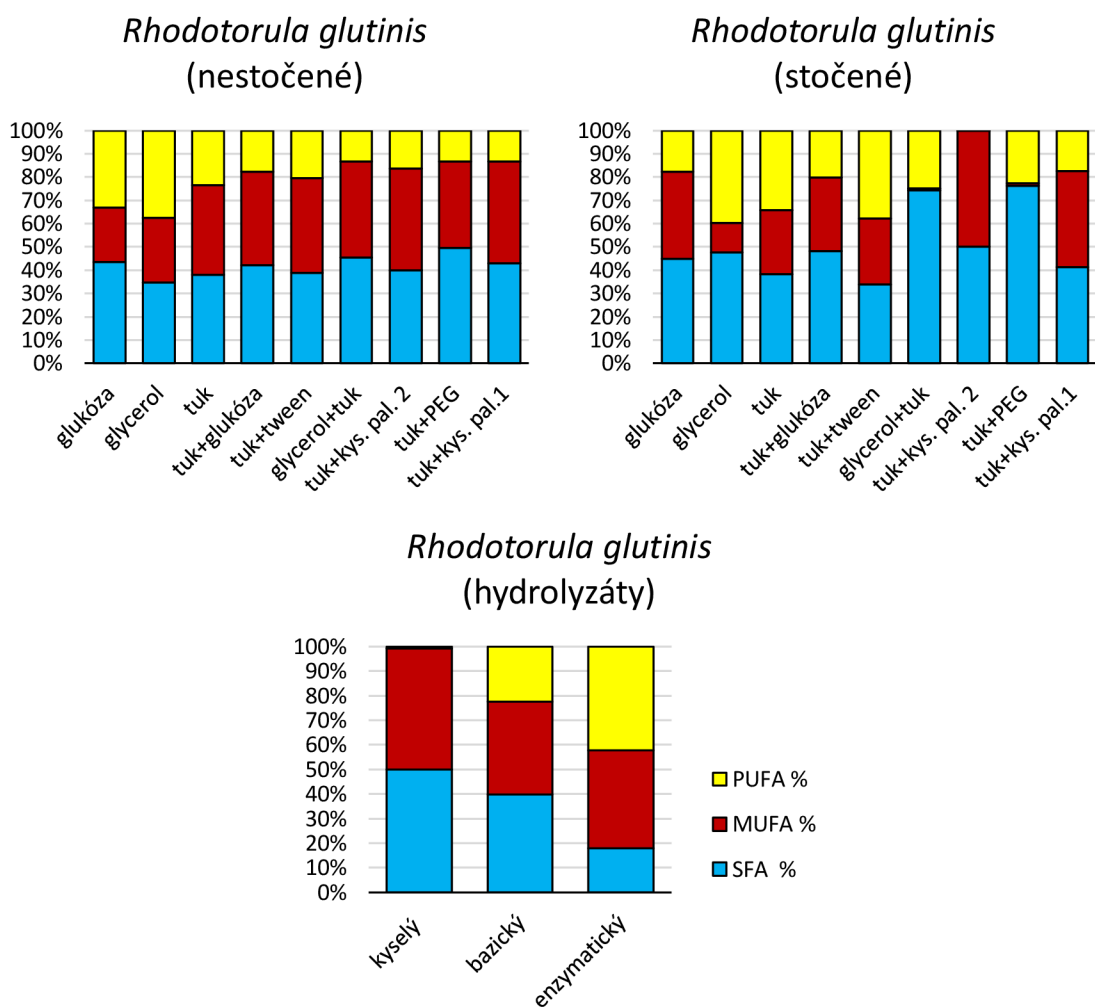 Rhodotorula glutinis
(nestočené)
100%
90%
80%
70%
60%
50%
40%
30%
20%
10%
0%
glukóza
glycerol
tuk
tuk+glukóza
tuk+tween
glycerol+tuk
tuk+kys. pal. 2
tuk+PEG
tuk+kys. pal.1
Rhodotorula glutinis
(stočené)
100%
90%
80%
70%
60%
50%
40%
30%
20%
10%
0%
glukóza
glycerol
tuk
tuk+glukóza
tuk+tween
glycerol+tuk
tuk+kys. pal. 2
tuk+PEG
tuk+kys. pal.1
Rhodotorula glutinis
(hydrolyzáty)
100%
90%
80%
70%
60%
50%
40%
30%
20%
10%
0%
kyselý
bazický
enzymatický
PUFA %
MUFA %
SFA %